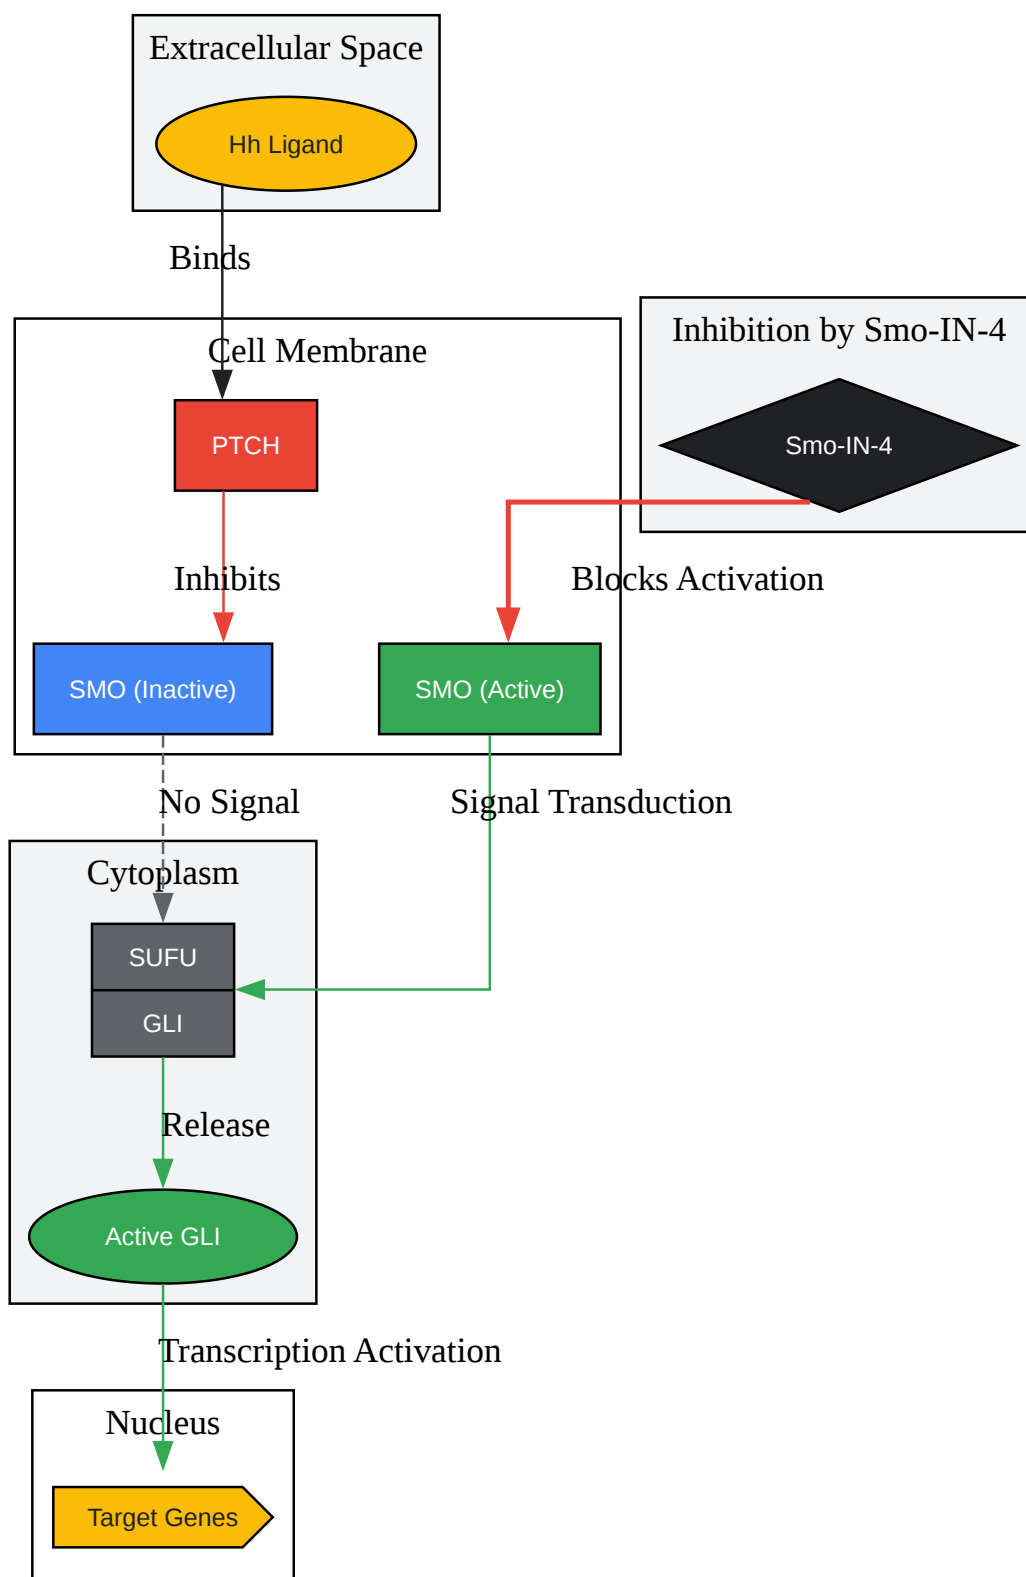 Extracellular Space
Hh Ligand
Binds
Cell Membrane
Inhibition by Smo-IN-4
PTCH
Smo-IN-4
Inhibits
Blocks Activation
SMO (Inactive)
SMO (Active)
No Signal
Signal Transduction
Cytoplasm
SUFU
GLI
Release
Active GLI
Transcription Activation
Nucleus
Target Genes